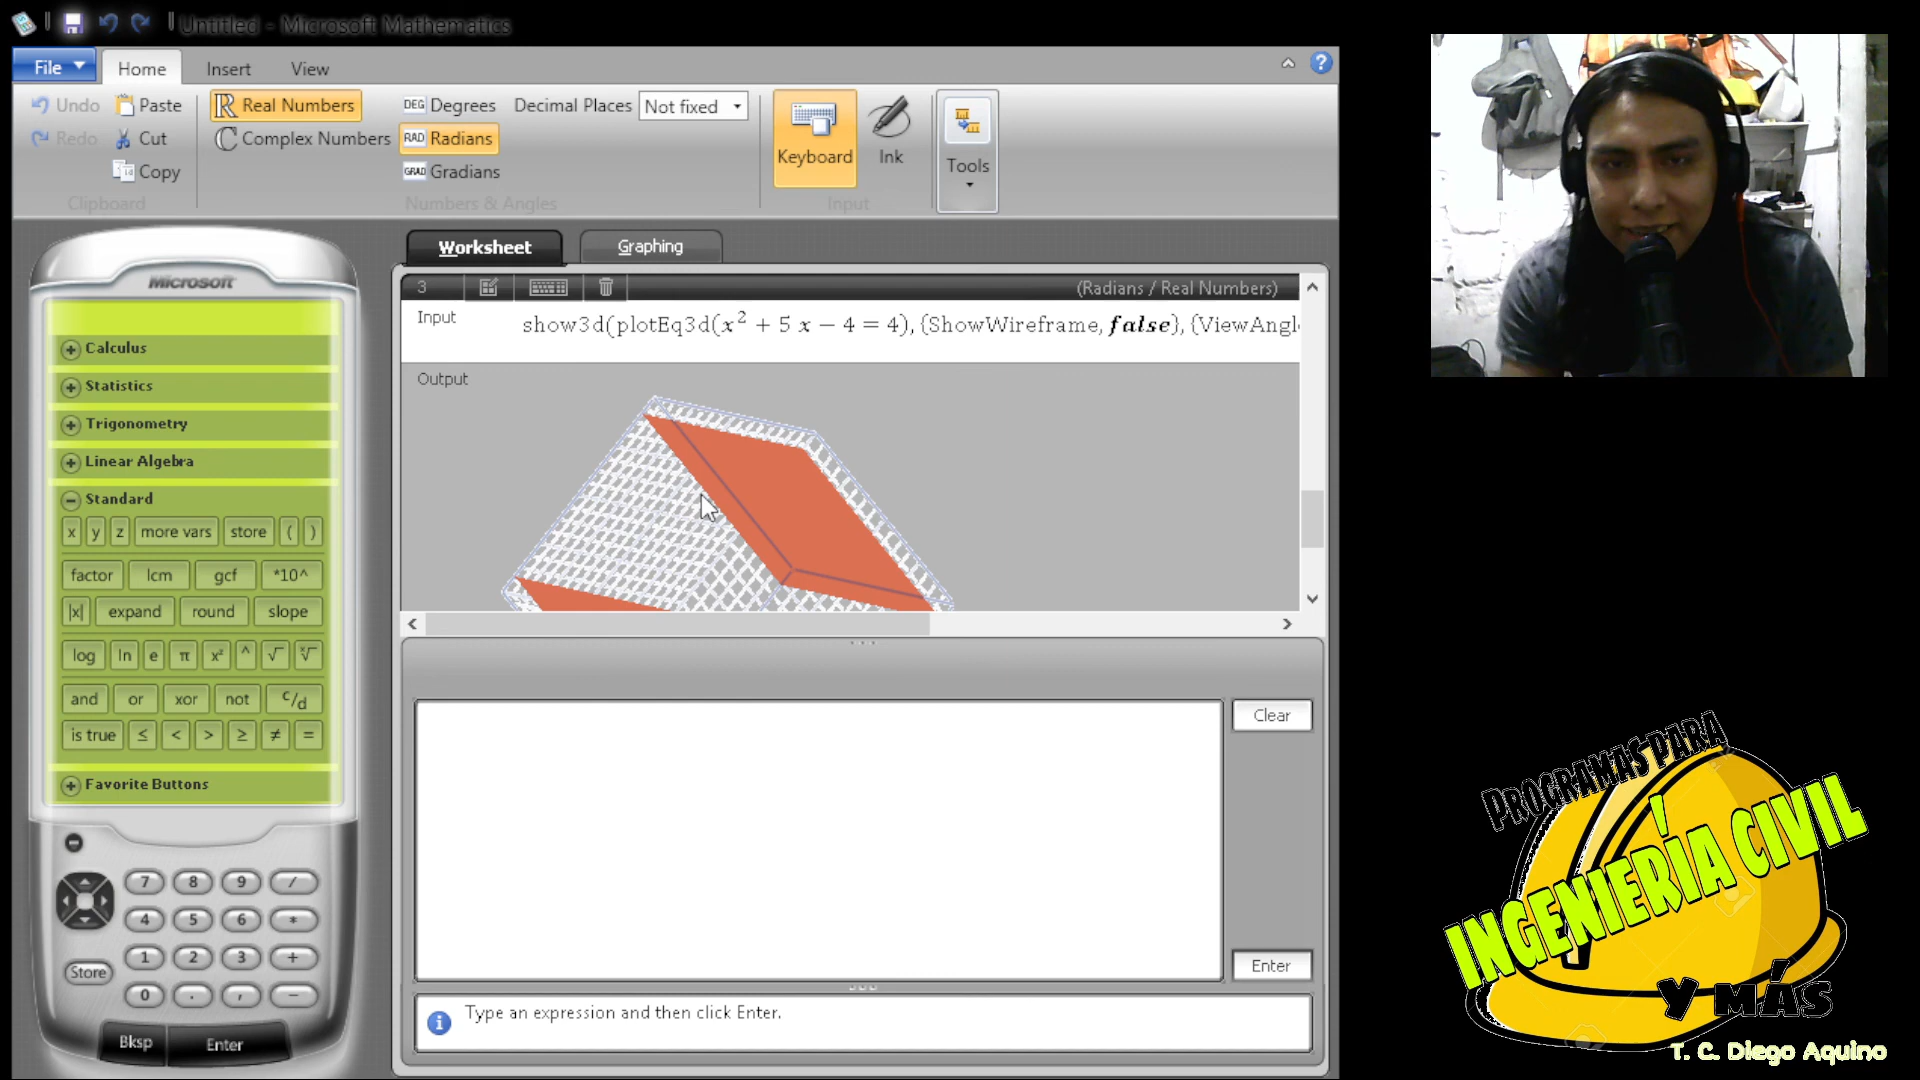 Untitled - Microsoft Mathematics
File Home Insert View
Undo Paste Real Numbers DEG Degrees Decimal Places Not fixed
Redo Cut Complex Numbers RAD Radians Keyboard Ink Tools
Copy GRAD Gradians
Clipboard Numbers & Angles Input
Worksheet Graphing
3 (Radians / Real Numbers)
Input show3d(plotEq3d(x² + 5 x − 4 = 4), {ShowWireframe, false}, {ViewAngl
Output
Microsoft
Calculus
Statistics
Trigonometry
Linear Algebra
Standard
x y z more vars store ( )
factor lcm gcf *10^
|x| expand round slope
log ln e π x² ^ √ ˣ√
and or xor not c/d
is true ≤ < > ≥ ≠ =
Favorite Buttons
7 8 9 /
4 5 6 *
1 2 3 +
Store
0 . , −
Bksp Enter
Clear
Enter
Type an expression and then click Enter.
PROGRAMAS PARA
INGENIERÍA CIVIL
Y MÁS
T. C. Diego Aquino